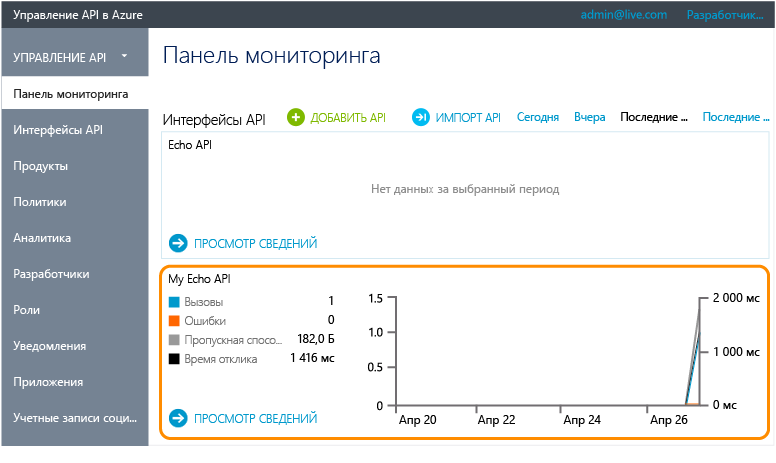 Управление API в Azure
admin@live.com Разработчик...
УПРАВЛЕНИЕ API
Панель мониторинга
Интерфейсы API
Продукты
Политики
Аналитика
Разработчики
Роли
Уведомления
Приложения
Учетные записи соци...
Панель мониторинга
Интерфейсы API ДОБАВИТЬ API ИМПОРТ API Сегодня Вчера Последние ... Последние ...
Echo API
Нет данных за выбранный период
ПРОСМОТР СВЕДЕНИЙ
My Echo API
Вызовы 1
Ошибки 0
Пропускная спосо... 182,0 Б
Время отклика 1 416 мс
ПРОСМОТР СВЕДЕНИЙ
1.5
1.0
0.5
0
2 000 мс
1 000 мс
0 мс
Апр 20 Апр 22 Апр 24 Апр 26